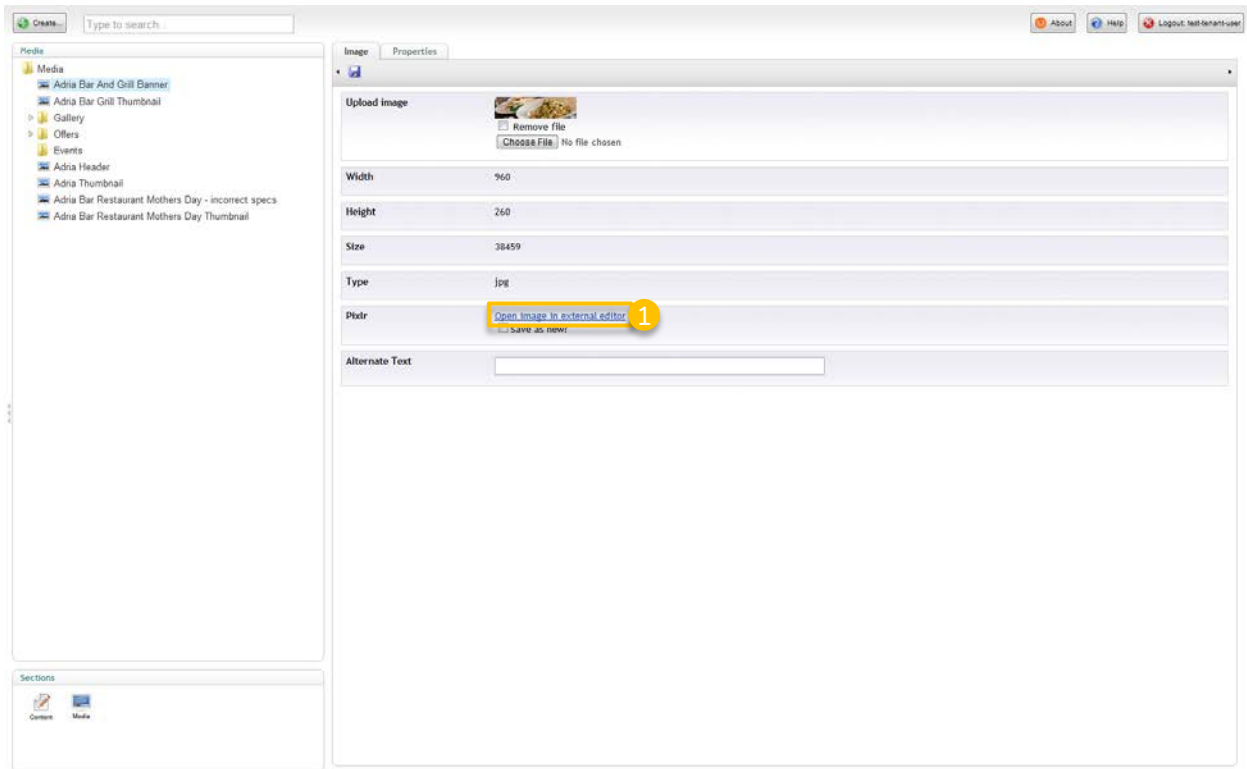 Create...
Type to search...
About
Help
Logout: test-tenant-user
Media
Media
Adria Bar And Grill Banner
Adria Bar Grill Thumbnail
Gallery
Offers
Events
Adria Header
Adria Thumbnail
Adria Bar Restaurant Mothers Day - incorrect specs
Adria Bar Restaurant Mothers Day Thumbnail
Sections
Content
Media
Image
Properties
Upload image
Remove file
Choose File No file chosen
Width 960
Height 260
Size 38459
Type jpg
Pixlr Open image in external editor 1
Save as new?
Alternate Text